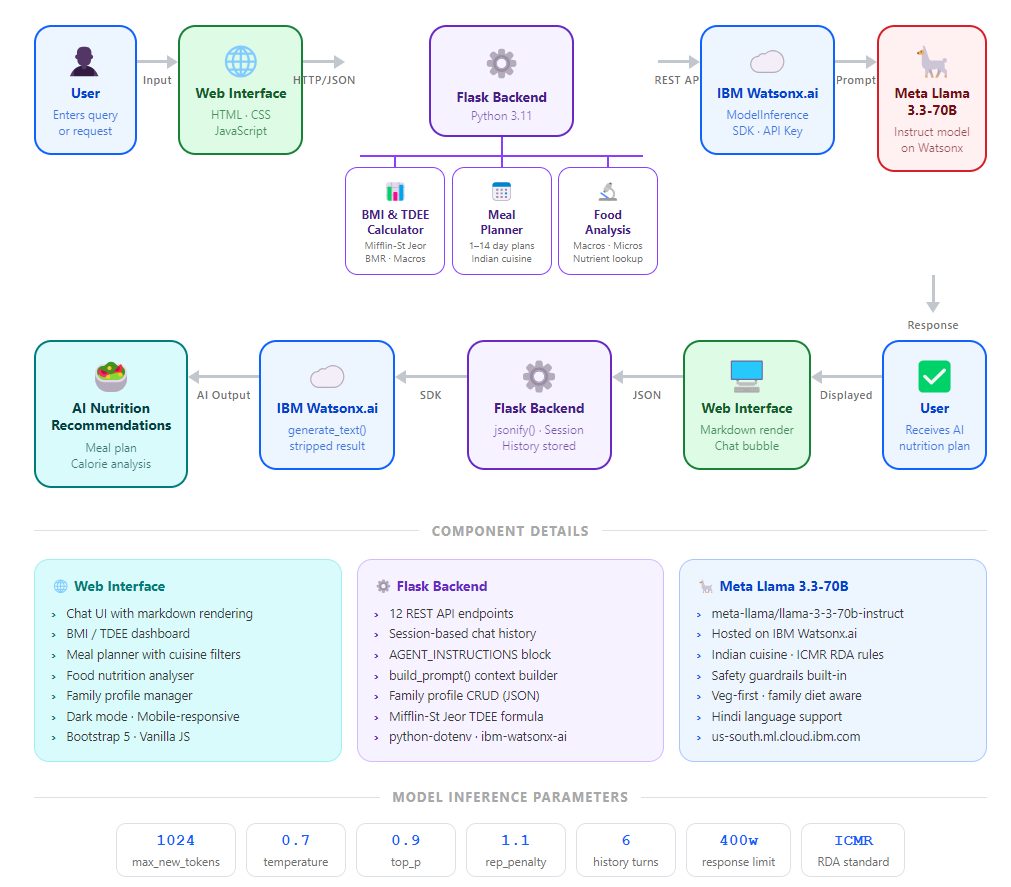 User
Enters query
or request
Input
Web Interface
HTML · CSS
JavaScript
HTTP/JSON
Flask Backend
Python 3.11
REST AP
IBM Watsonx.ai
ModelInference
SDK · API Key
Prompt
Meta Llama
3.3-70B
Instruct model
on Watsonx
BMI & TDEE
Calculator
Mifflin-St Jeor
BMR · Macros
Meal
Planner
1–14 day plans
Indian cuisine
Food
Analysis
Macros · Micros
Nutrient lookup
Response
AI Nutrition
Recommendations
Meal plan
Calorie analysis
AI Output
IBM Watsonx.ai
generate_text()
stripped result
SDK
Flask Backend
jsonify() · Session
History stored
JSON
Web Interface
Markdown render
Chat bubble
Displayed
User
Receives AI
nutrition plan
COMPONENT DETAILS
Web Interface
› Chat UI with markdown rendering
› BMI / TDEE dashboard
› Meal planner with cuisine filters
› Food nutrition analyser
› Family profile manager
› Dark mode · Mobile-responsive
› Bootstrap 5 · Vanilla JS
Flask Backend
› 12 REST API endpoints
› Session-based chat history
› AGENT_INSTRUCTIONS block
› build_prompt() context builder
› Family profile CRUD (JSON)
› Mifflin-St Jeor TDEE formula
› python-dotenv · ibm-watsonx-ai
Meta Llama 3.3-70B
› meta-llama/llama-3-3-70b-instruct
› Hosted on IBM Watsonx.ai
› Indian cuisine · ICMR RDA rules
› Safety guardrails built-in
› Veg-first · family diet aware
› Hindi language support
› us-south.ml.cloud.ibm.com
MODEL INFERENCE PARAMETERS
1024
max_new_tokens
0.7
temperature
0.9
top_p
1.1
rep_penalty
6
history turns
400w
response limit
ICMR
RDA standard